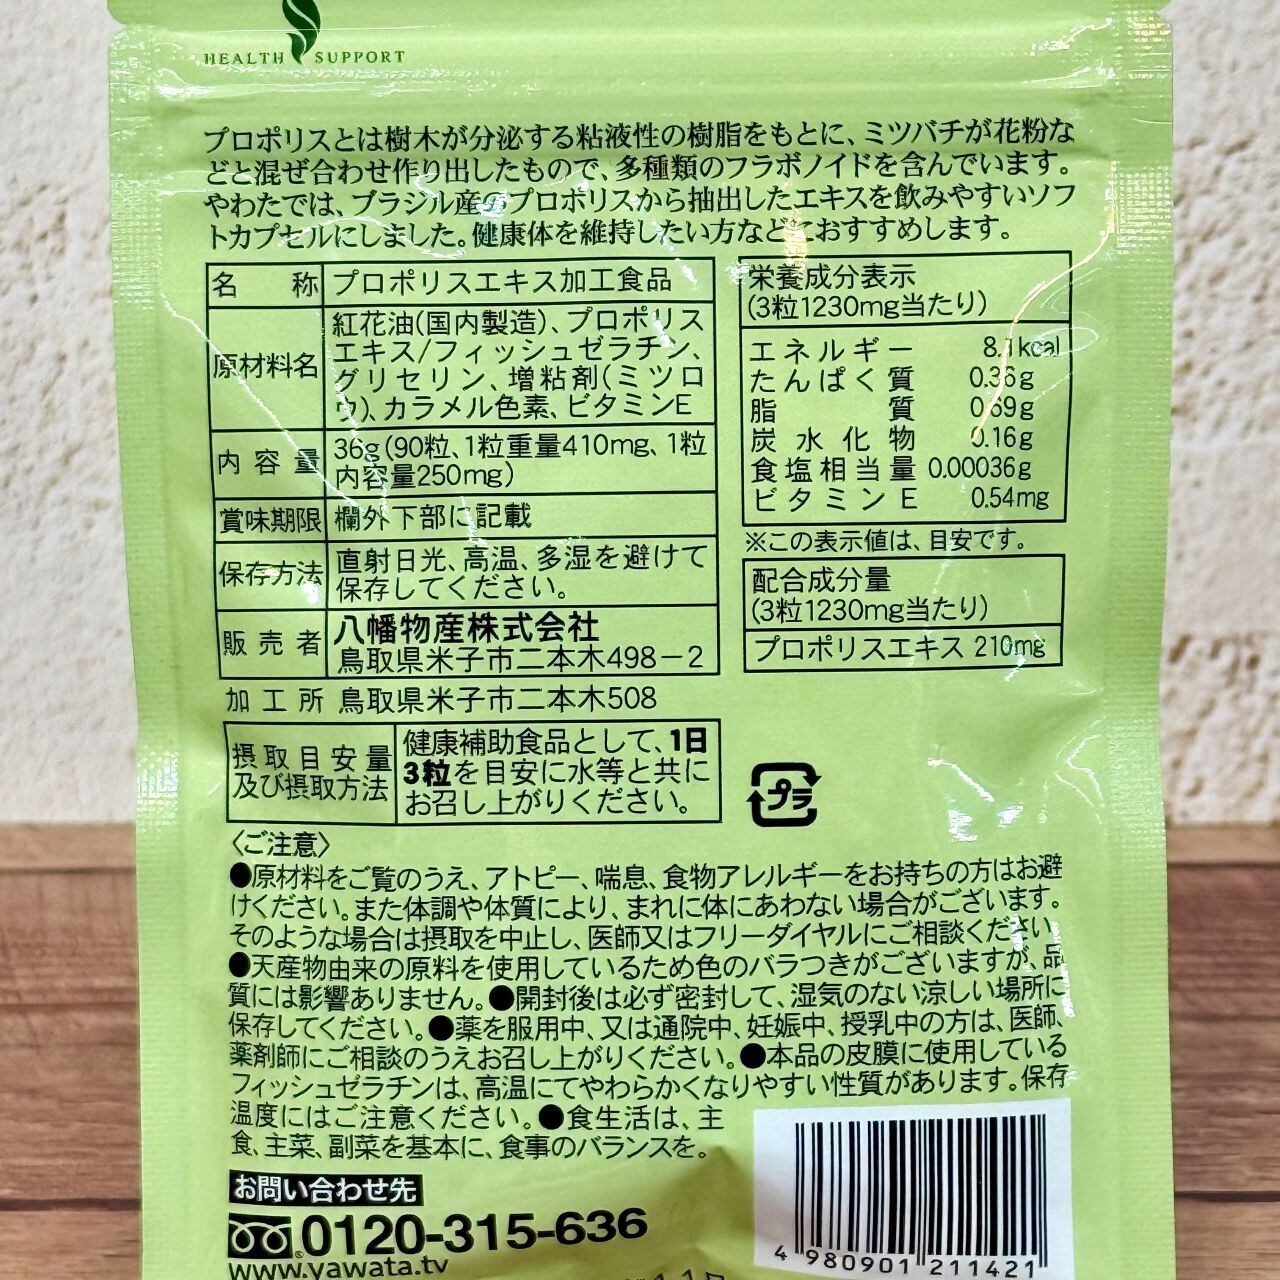 HEALTH SUPPORT
プロポリスとは樹木が分泌する粘液性の樹脂をもとに、ミツバチが花粉な
どと混ぜ合わせ作り出したもので、多種類のフラボノイドを含んでいます。
やわたでは、ブラジル産のプロポリスから抽出したエキスを飲みやすいソフ
トカプセルにしました。健康体を維持したい方などにおすすめします。
名称 プロポリスエキス加工食品
原材料名 紅花油(国内製造)、プロポリス
エキス/フィッシュゼラチン、
グリセリン、増粘剤(ミツロ
ウ)、カラメル色素、ビタミンE
内容量 36g(90粒、1粒重量410mg、1粒
内容量250mg)
賞味期限 欄外下部に記載
保存方法 直射日光、高温、多湿を避けて
保存してください。
販売者 八幡物産株式会社
鳥取県米子市二本木498-2
加工所 鳥取県米子市二本木508
栄養成分表示
(3粒1230mg当たり)
エネルギー 8.1kcal
たんぱく質 0.36g
脂質 0.69g
炭水化物 0.16g
食塩相当量 0.00036g
ビタミンE 0.54mg
※この表示値は、目安です。
配合成分量
(3粒1230mg当たり)
プロポリスエキス 210mg
摂取目安量
及び摂取方法
健康補助食品として、1日
3粒を目安に水等と共に
お召し上がりください。
プラ
〈ご注意〉
●原材料をご覧のうえ、アトピー、喘息、食物アレルギーをお持ちの方はお避
けください。また体調や体質により、まれに体にあわない場合がございます。
そのような場合は摂取を中止し、医師又はフリーダイヤルにご相談ください。
●天産物由来の原料を使用しているため色のバラつきがございますが、品
質には影響ありません。●開封後は必ず密封して、湿気のない涼しい場所に
保存してください。●薬を服用中、又は通院中、妊娠中、授乳中の方は、医師、
薬剤師にご相談のうえお召し上がりください。●本品の皮膜に使用している
フィッシュゼラチンは、高温にてやわらかくなりやすい性質があります。保存
温度にはご注意ください。●食生活は、主
食、主菜、副菜を基本に、食事のバランスを。
お問い合わせ先
0120-315-636
www.yawata.tv
4 980901 211421